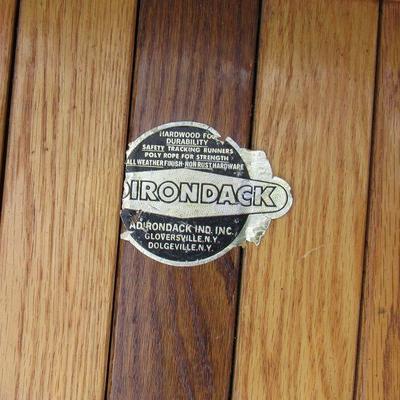 HARDWOOD FOR
DURABILITY
SAFETY TRACKING RUNNERS
POLY ROPE FOR STRENGTH
ALL WEATHER FINISH-NON RUST HARDWARE
DIRONDACK
ADIRONDACK IND. INC.
GLOVERSVILLE, N.Y.
DOLGEVILLE, N.Y.